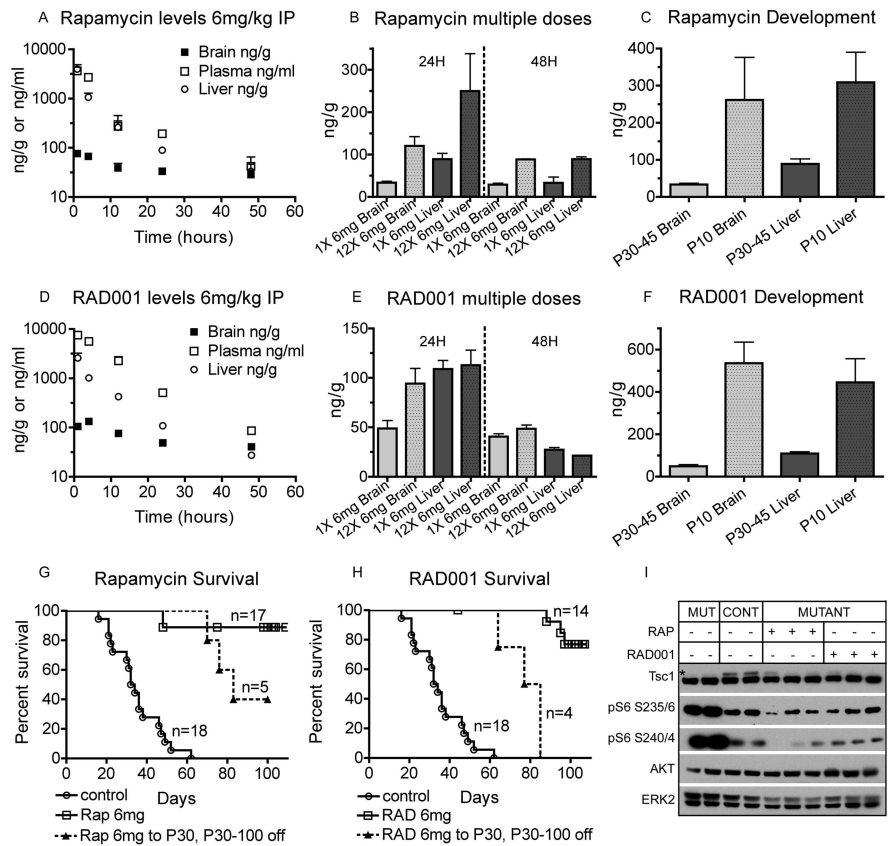 A
Rapamycin levels 6mg/kg IP
ng/g or ng/ml
10000
1000
100
10
Brain ng/g
Plasma ng/ml
Liver ng/g
0 10 20 30 40 50 60
Time (hours)
B
Rapamycin multiple doses
ng/g
300
200
100
0
24H
48H
1X 6mg Brain
12X 6mg Brain
1X 6mg Liver
12X 6mg Liver
1X 6mg Brain
12X 6mg Brain
1X 6mg Liver
12X 6mg Liver
C
Rapamycin Development
ng/g
400
300
200
100
0
P30-45 Brain
P10 Brain
P30-45 Liver
P10 Liver
D
RAD001 levels 6mg/kg IP
ng/g or ng/ml
10000
1000
100
10
Brain ng/g
Plasma ng/ml
Liver ng/g
0 10 20 30 40 50 60
Time (hours)
E
RAD001 multiple doses
ng/g
150
100
50
0
24H
48H
1X 6mg Brain
12X 6mg Brain
1X 6mg Liver
12X 6mg Liver
1X 6mg Brain
12X 6mg Brain
1X 6mg Liver
12X 6mg Liver
F
RAD001 Development
ng/g
600
400
200
0
P30-45 Brain
P10 Brain
P30-45 Liver
P10 Liver
G
Rapamycin Survival
Percent survival
100
80
60
40
20
0
n=17
n=5
n=18
0 20 40 60 80 100
Days
control
Rap 6mg
Rap 6mg to P30, P30-100 off
H
RAD001 Survival
Percent survival
100
80
60
40
20
0
n=14
n=18
n=4
0 20 40 60 80 100
Days
control
RAD 6mg
RAD 6mg to P30, P30-100 off
I
MUT CONT MUTANT
RAP - - - - + + + - - -
RAD001 - - - - - - - + + +
Tsc1 *
pS6 S235/6
pS6 S240/4
AKT
ERK2